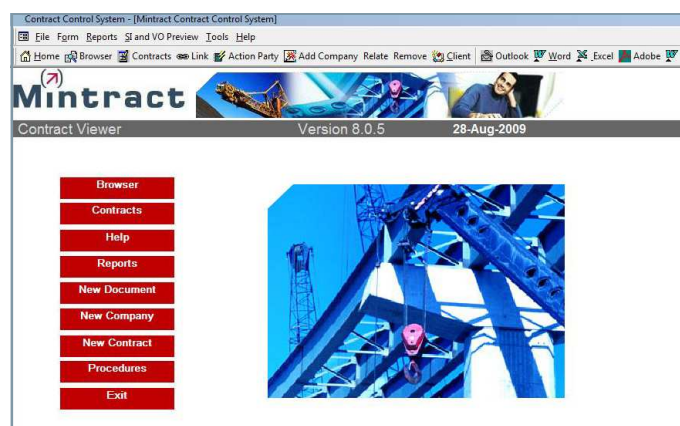 Contract Control System - [Mintract Contract Control System]
File Form Reports SI and VO Preview Tools Help
Home Browser Contracts Link Action Party Add Company Relate Remove Client Outlook Word Excel Adobe
Mintract
Contract Viewer Version 8.0.5 28-Aug-2009
Browser
Contracts
Help
Reports
New Document
New Company
New Contract
Procedures
Exit